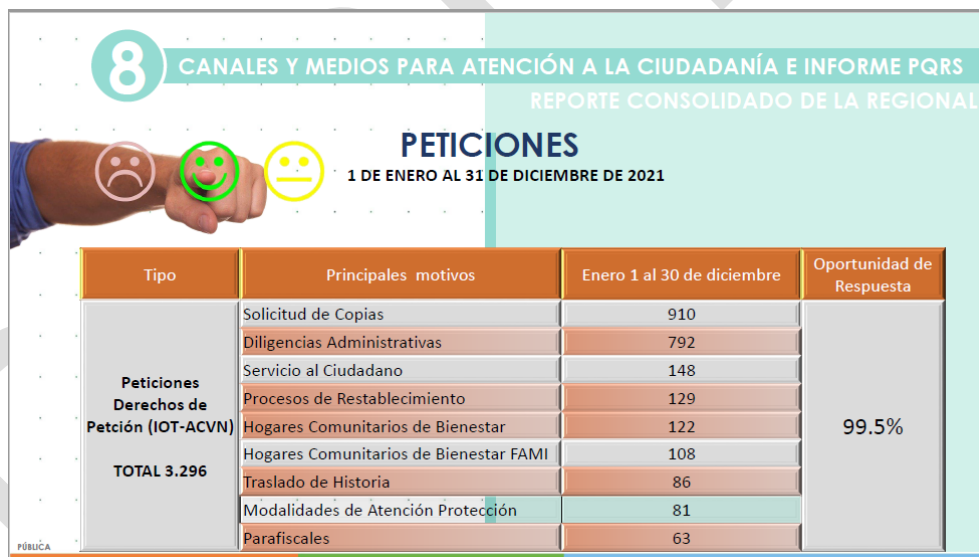 8
CANALES Y MEDIOS PARA ATENCIÓN A LA CIUDADANÍA E INFORME PQRS
REPORTE CONSOLIDADO DE LA REGIONAL
PETICIONES
1 DE ENERO AL 31 DE DICIEMBRE DE 2021
Tipo Principales motivos Enero 1 al 30 de diciembre Oportunidad de Respuesta
Peticiones
Derechos de
Petción (IOT-ACVN)
TOTAL 3.296
Solicitud de Copias 910
Diligencias Administrativas 792
Servicio al Ciudadano 148
Procesos de Restablecimiento 129
Hogares Comunitarios de Bienestar 122
Hogares Comunitarios de Bienestar FAMI 108
Traslado de Historia 86
Modalidades de Atención Protección 81
Parafiscales 63
99.5%
PÚBLICA